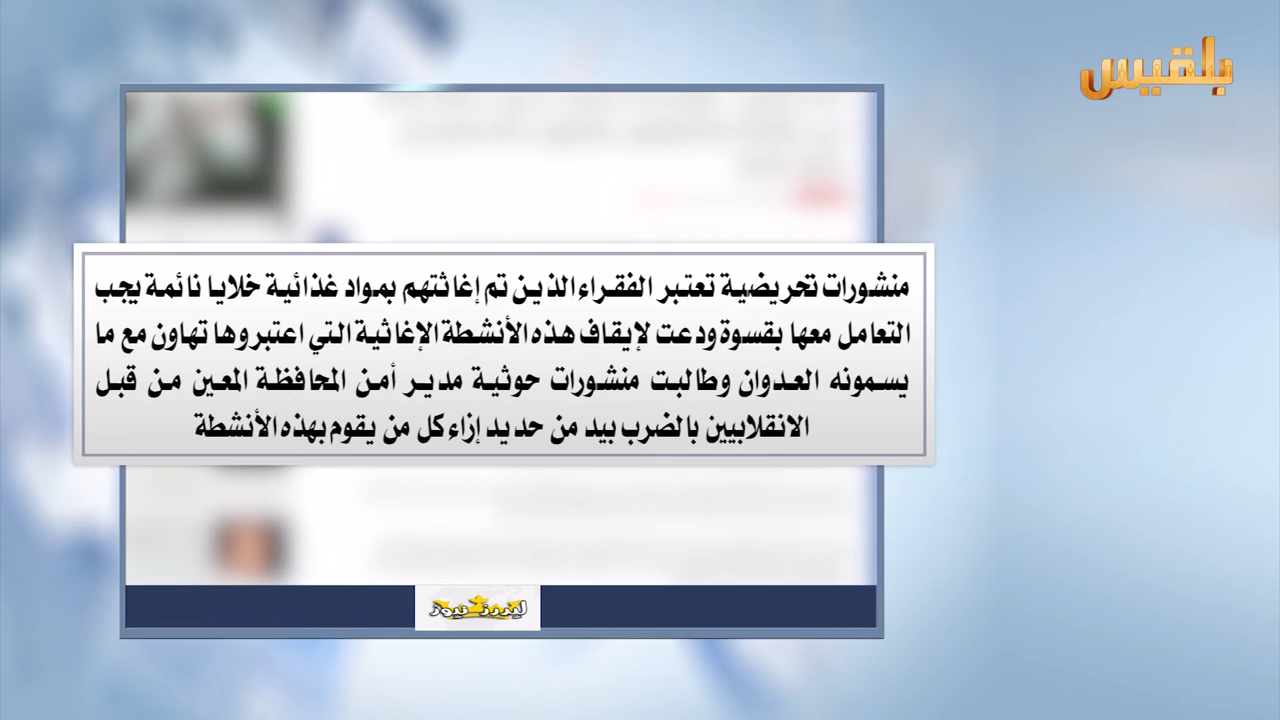 بلقيس
منشورات تحريضية تعتبر الفقراء الذين تم إغاثتهم بمواد غذائية خلايا نائمة يجب
التعامل معها بقسوة ودعت لإيقاف هذه الأنشطة الإغاثية التي اعتبروها تهاون مع ما
يسمونه العدوان وطالبت منشورات حوثية مدير أمن المحافظة المعين من قبل
الانقلابيين بالضرب بيد من حديد إزاء كل من يقوم بهذه الأنشطة
ليزرز نيوز